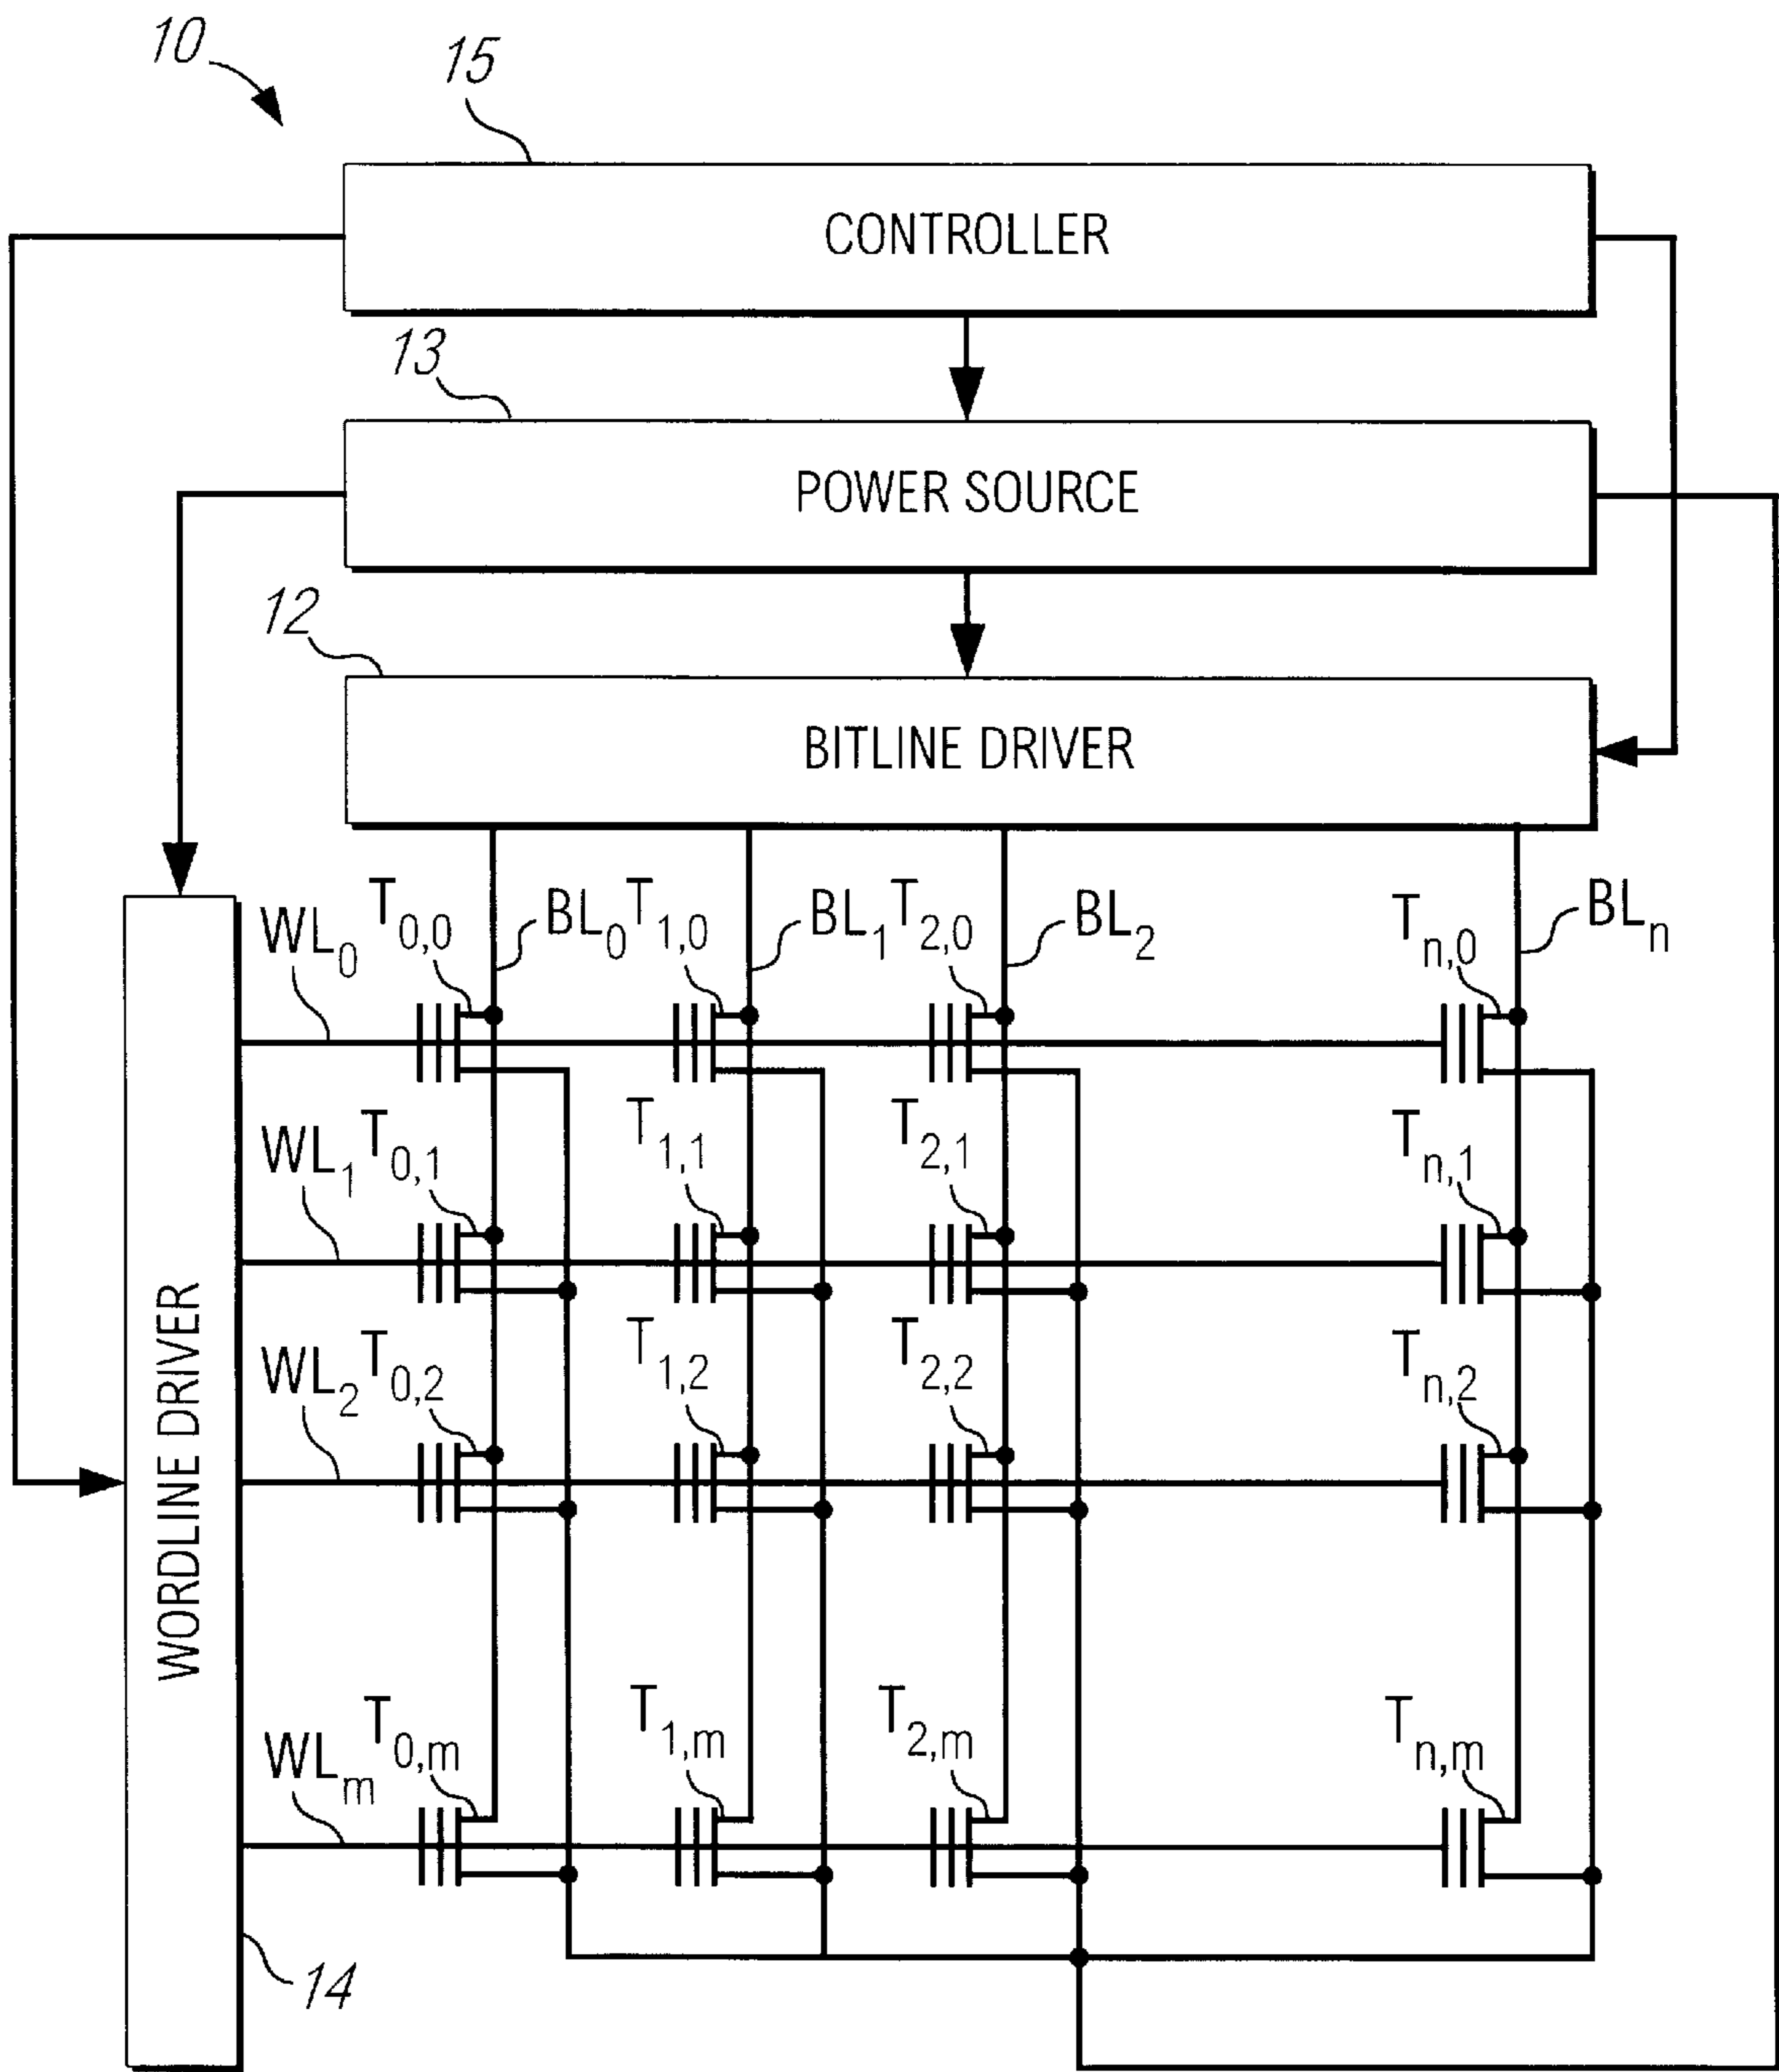 10
15
CONTROLLER
13
POWER SOURCE
12
BITLINE DRIVER
T0,0 BL0 T1,0 BL1 T2,0 BL2 Tn,0 BLn
WL0
WL1 T0,1 T1,1 T2,1 Tn,1
WL2 T0,2 T1,2 T2,2 Tn,2
WORDLINE DRIVER
WLm T0,m T1,m T2,m Tn,m
14